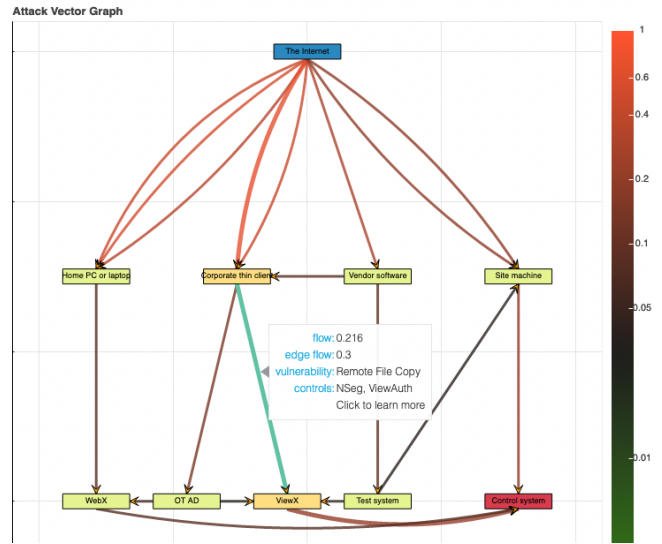 Attack Vector Graph
The Internet
1
0.6
0.4
0.2
0.1
0.05
0.01
Home PC or laptop
Corporate thin client
Vendor software
Site machine
flow: 0.216
edge flow: 0.3
vulnerability: Remote File Copy
controls: NSeg, ViewAuth
Click to learn more
WebX
OT AD
ViewX
Test system
Control system